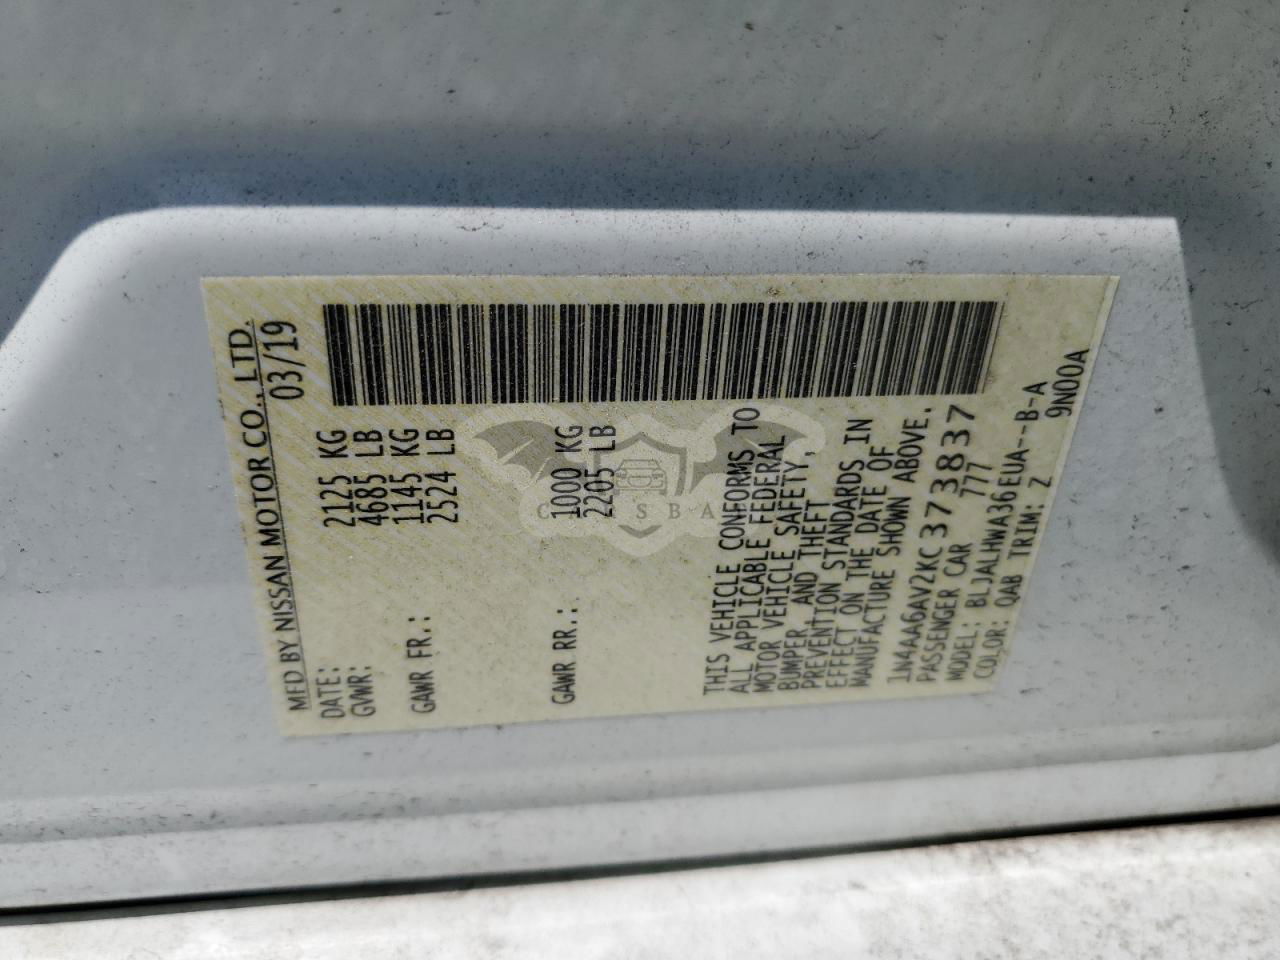 MFD BY NISSAN MOTOR CO., LTD.
DATE: 03/19
GVWR: 2125 KG
4685 LB
GAWR FR.: 1145 KG
2524 LB
GAWR RR.: 1000 KG
2205 LB
THIS VEHICLE CONFORMS TO
ALL APPLICABLE FEDERAL
MOTOR VEHICLE SAFETY,
BUMPER, AND THEFT
PREVENTION STANDARDS IN
EFFECT ON THE DATE OF
MANUFACTURE SHOWN ABOVE.
1N4AA6AV2KC373837
PASSENGER CAR 777
MODEL: BLJALHWA36EUA--B-A
COLOR: QAB TRIM: Z 9N00A